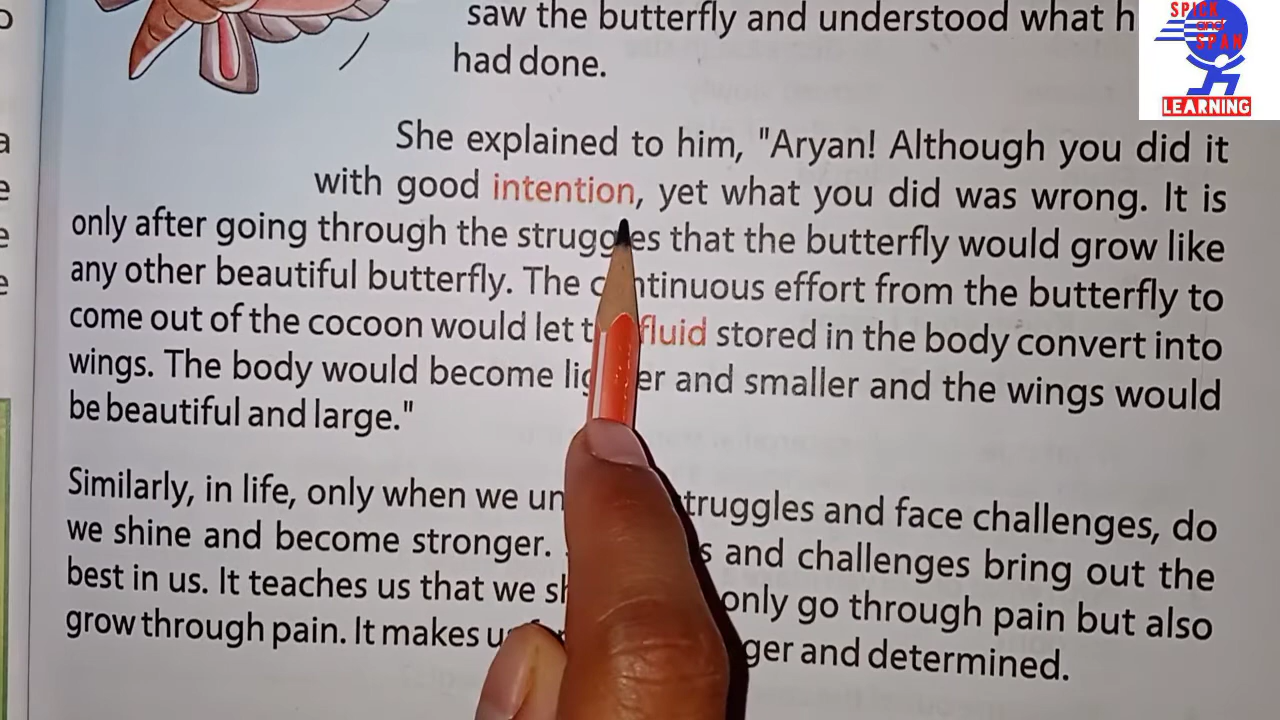 saw the butterfly and understood what h
had done.
She explained to him, "Aryan! Although you did it
with good intention, yet what you did was wrong. It is
only after going through the struggles that the butterfly would grow like
any other beautiful butterfly. The continuous effort from the butterfly to
come out of the cocoon would let t fluid stored in the body convert into
wings. The body would become lighter and smaller and the wings would
be beautiful and large."
Similarly, in life, only when we un truggles and face challenges, do
we shine and become stronger. s and challenges bring out the
best in us. It teaches us that we sh only go through pain but also
grow through pain. It makes us ger and determined.
SPICK
and
SPAN
LEARNING